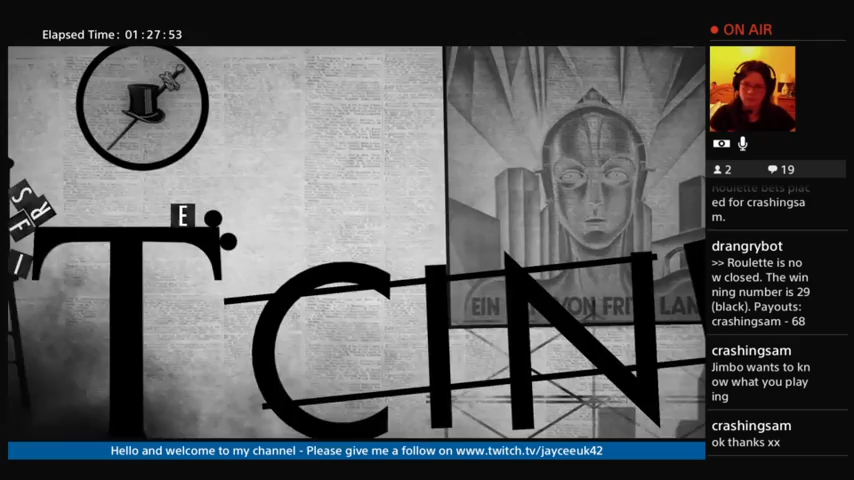 Elapsed Time: 01:27:53
ON AIR
2
19
Roulette bets plac
ed for crashingsa
m.
drangrybot
>> Roulette is no
w closed. The win
ning number is 29
(black). Payouts:
crashingsam - 68
crashingsam
Jimbo wants to kn
ow what you play
ing
crashingsam
ok thanks xx
S
R
F
I
E
T CIN
EIN
VON FRI
LAN
Hello and welcome to my channel - Please give me a follow on www.twitch.tv/jayceeuk42